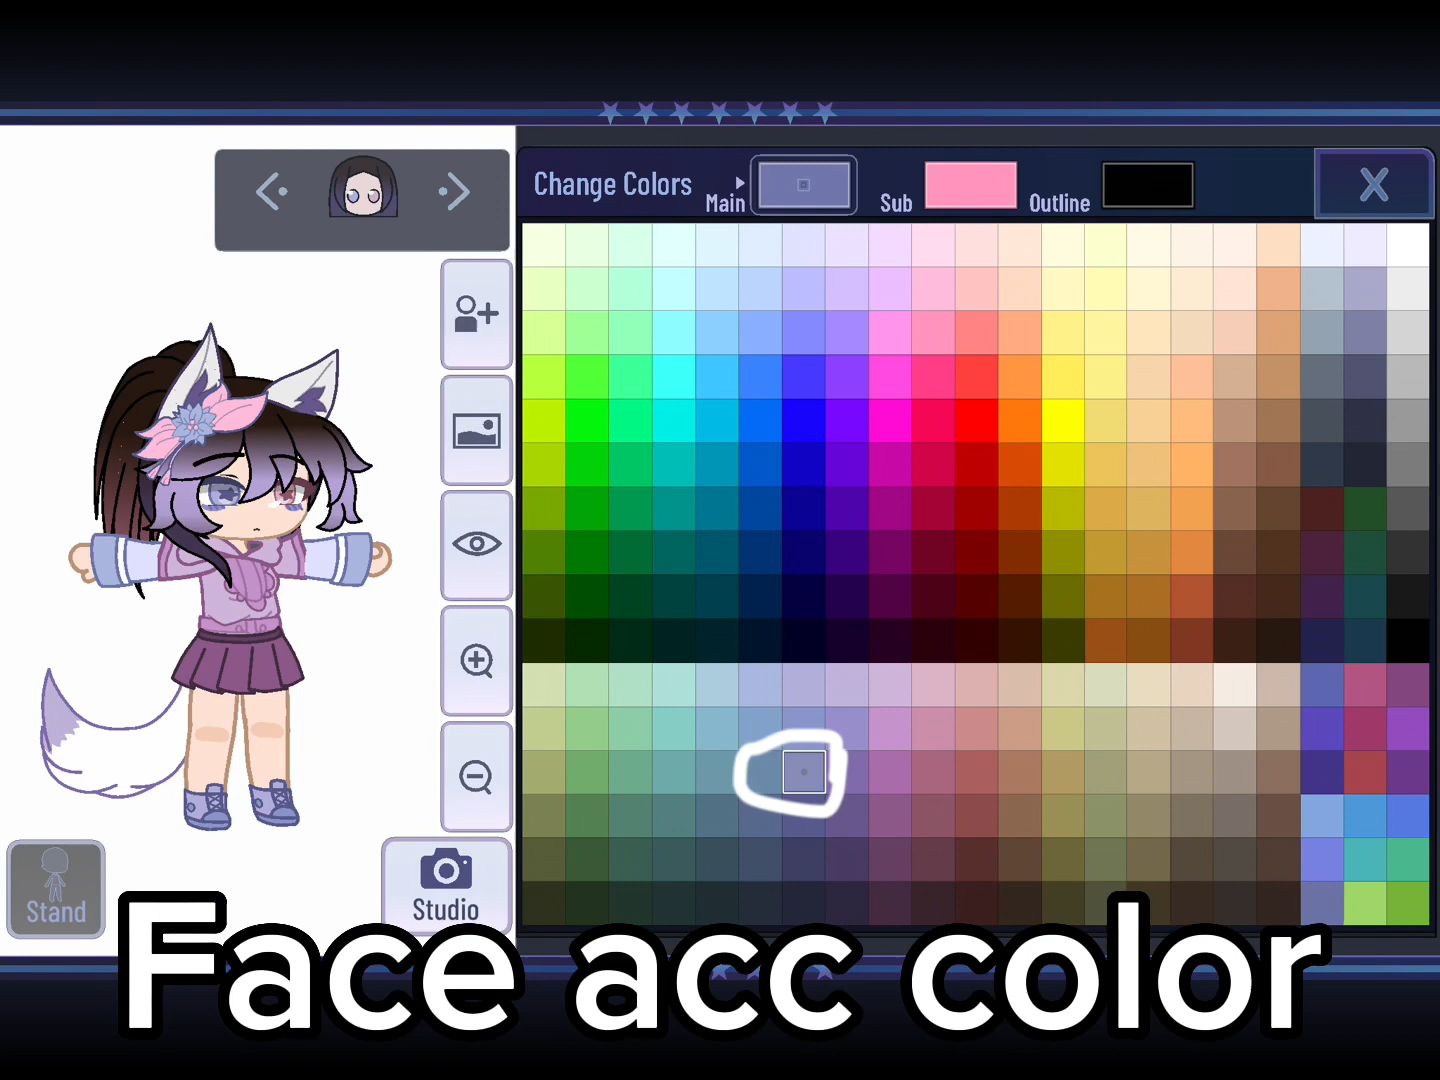 Change Colors
Main
Sub
Outline
X
Stand
Studio
Face acc color